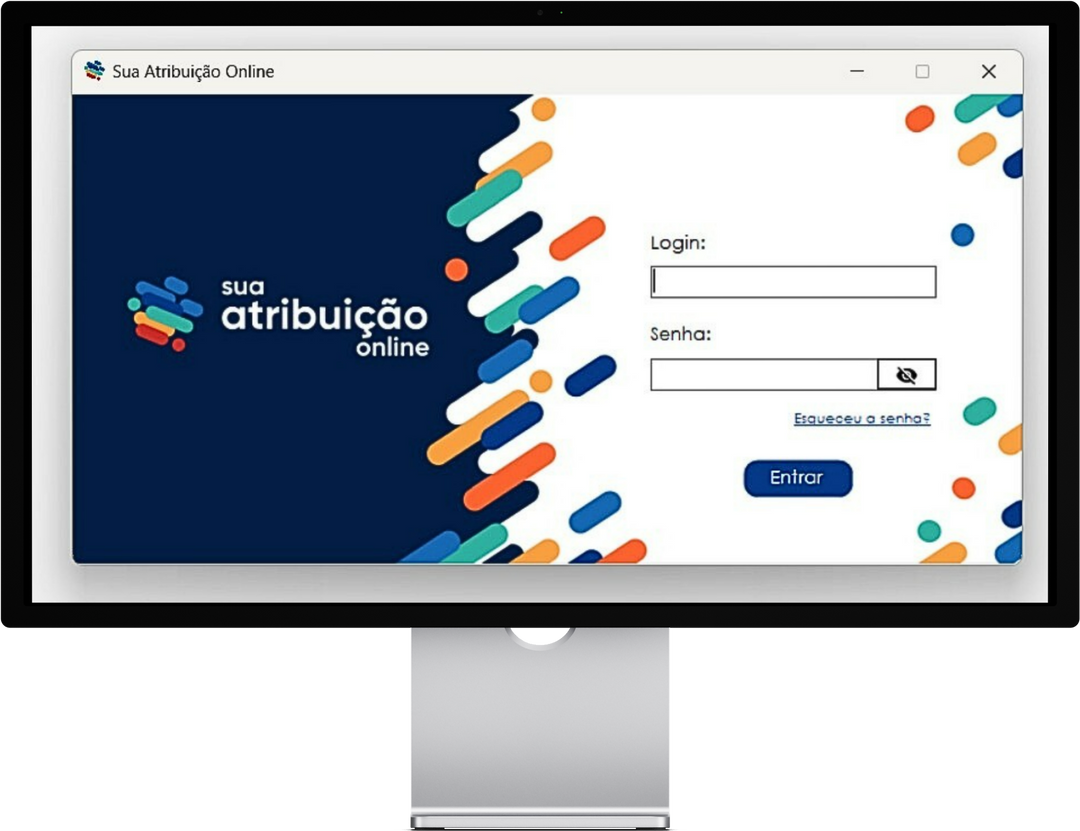 Sua Atribuição Online
sua
atribuição
online
Login:
Senha:
Esqueceu a senha?
Entrar